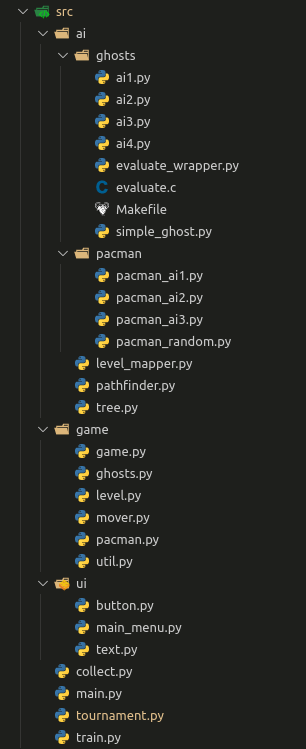 src
ai
ghosts
ai1.py
ai2.py
ai3.py
ai4.py
evaluate_wrapper.py
C evaluate.c
Makefile
simple_ghost.py
pacman
pacman_ai1.py
pacman_ai2.py
pacman_ai3.py
pacman_random.py
level_mapper.py
pathfinder.py
tree.py
game
game.py
ghosts.py
level.py
mover.py
pacman.py
util.py
ui
button.py
main_menu.py
text.py
collect.py
main.py
tournament.py
train.py